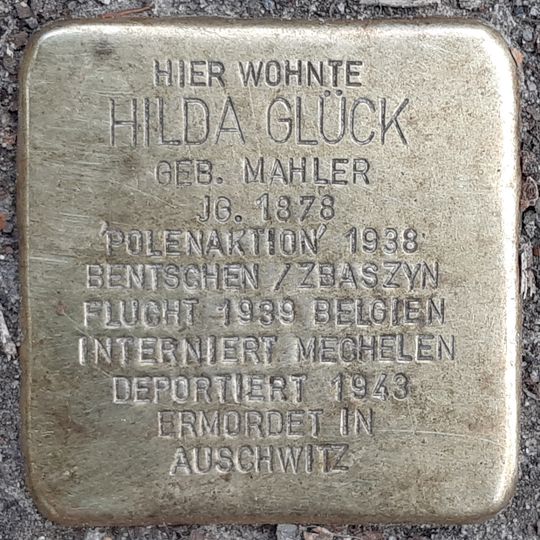 HIER WOHNTE
HILDA GLÜCK
GEB. MAHLER
JG. 1878
'POLENAKTION' 1938
BENTSCHEN / ZBASZYN
FLUCHT 1939 BELGIEN
INTERNIERT MECHELEN
DEPORTIERT 1943
ERMORDET IN
AUSCHWITZ